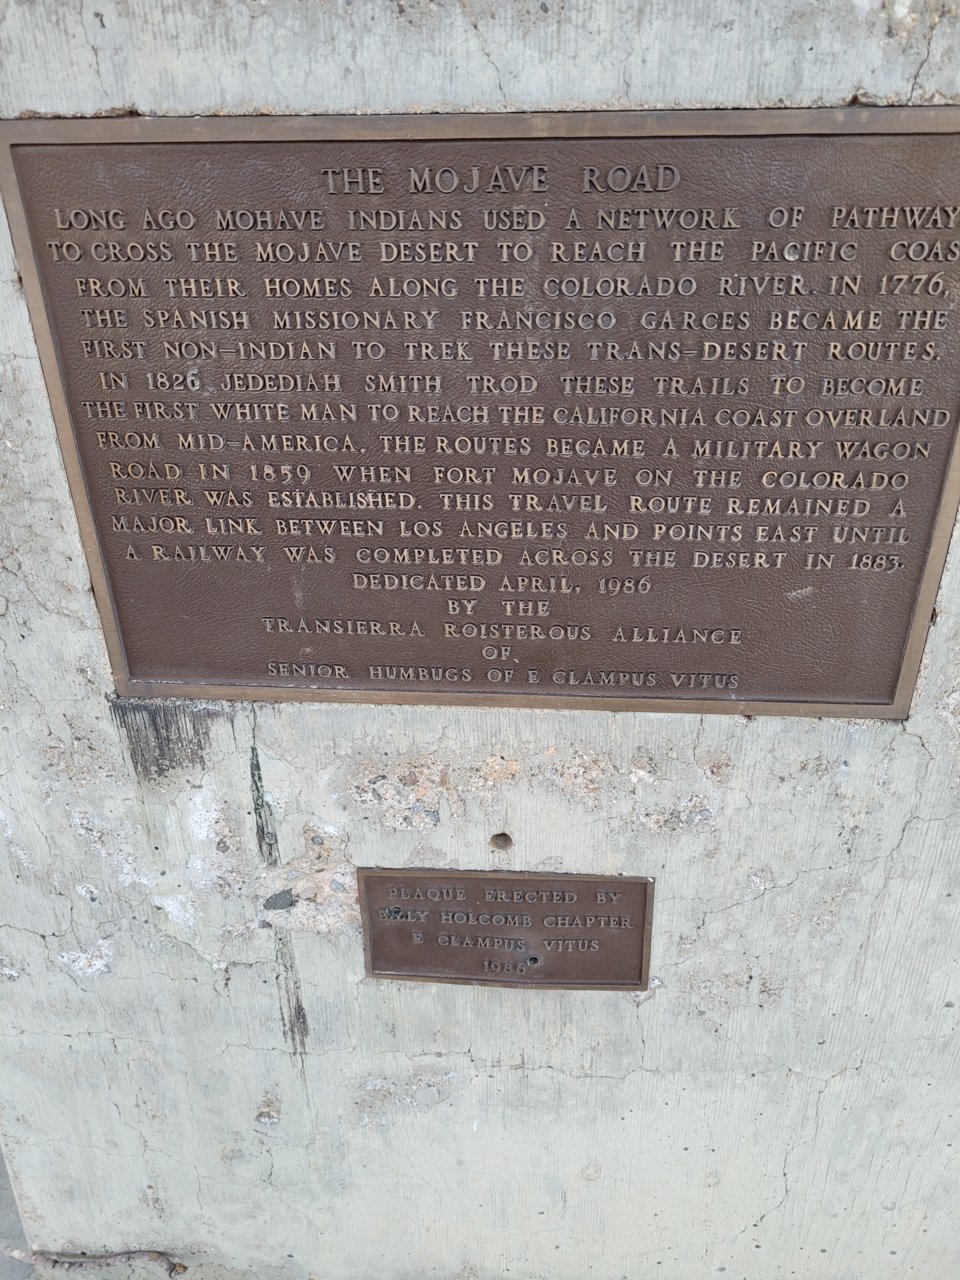 THE MOJAVE ROAD
LONG AGO MOHAVE INDIANS USED A NETWORK OF PATHWAY
TO CROSS THE MOJAVE DESERT TO REACH THE PACIFIC COAS
FROM THEIR HOMES ALONG THE COLORADO RIVER. IN 1776,
THE SPANISH MISSIONARY FRANCISCO GARCES BECAME THE
FIRST NON-INDIAN TO TREK THESE TRANS-DESERT ROUTES.
IN 1826 JEDEDIAH SMITH TROD THESE TRAILS TO BECOME
THE FIRST WHITE MAN TO REACH THE CALIFORNIA COAST OVERLAND
FROM MID-AMERICA. THE ROUTES BECAME A MILITARY WAGON
ROAD IN 1859 WHEN FORT MOJAVE ON THE COLORADO
RIVER WAS ESTABLISHED. THIS TRAVEL ROUTE REMAINED A
MAJOR LINK BETWEEN LOS ANGELES AND POINTS EAST UNTIL
A RAILWAY WAS COMPLETED ACROSS THE DESERT IN 1883.
DEDICATED APRIL, 1986
BY THE
TRANSIERRA ROISTEROUS ALLIANCE
OF
SENIOR HUMBUGS OF E CLAMPUS VITUS
PLAQUE ERECTED BY
BILLY HOLCOMB CHAPTER
E CLAMPUS VITUS
1986